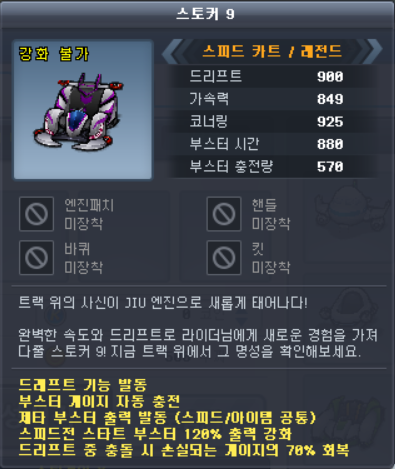 스토커 9
강화 불가
스피드 카트 / 레전드
드리프트 900
가속력 849
코너링 925
부스터 시간 880
부스터 충전량 570
엔진패치
미장착
핸들
미장착
바퀴
미장착
킷
미장착
트랙 위의 사신이 JIU 엔진으로 새롭게 태어나다!
완벽한 속도와 드리프트로 라이더님에게 새로운 경험을 가져
다줄 스토커 9! 지금 트랙 위에서 그 명성을 확인해보세요.
드래프트 기능 발동
부스터 게이지 자동 충전
제타 부스터 출력 발동 (스피드/아이템 공통)
스피드전 스타트 부스터 120% 출력 강화
드리프트 중 충돌 시 손실되는 게이지의 70% 회복